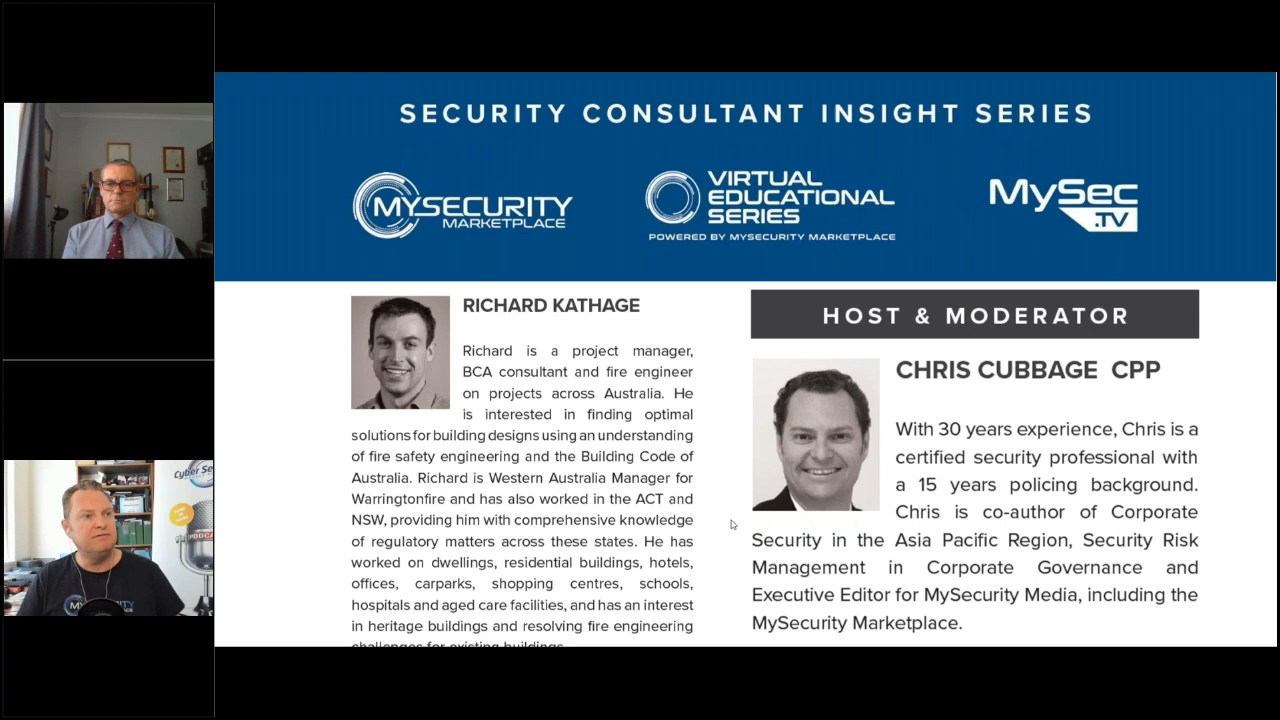 SECURITY CONSULTANT INSIGHT SERIES
MYSECURITY
MARKETPLACE
VIRTUAL
EDUCATIONAL
SERIES
POWERED BY MYSECURITY MARKETPLACE
MySec
.TV
RICHARD KATHAGE
Richard is a project manager,
BCA consultant and fire engineer
on projects across Australia. He
is interested in finding optimal
solutions for building designs using an understanding
of fire safety engineering and the Building Code of
Australia. Richard is Western Australia Manager for
Warringtonfire and has also worked in the ACT and
NSW, providing him with comprehensive knowledge
of regulatory matters across these states. He has
worked on dwellings, residential buildings, hotels,
offices, carparks, shopping centres, schools,
hospitals and aged care facilities, and has an interest
in heritage buildings and resolving fire engineering
challenges for existing buildings.
HOST & MODERATOR
CHRIS CUBBAGE CPP
With 30 years experience, Chris is a
certified security professional with
a 15 years policing background.
Chris is co-author of Corporate
Security in the Asia Pacific Region, Security Risk
Management in Corporate Governance and
Executive Editor for MySecurity Media, including the
MySecurity Marketplace.
Cyber Se
PODCA